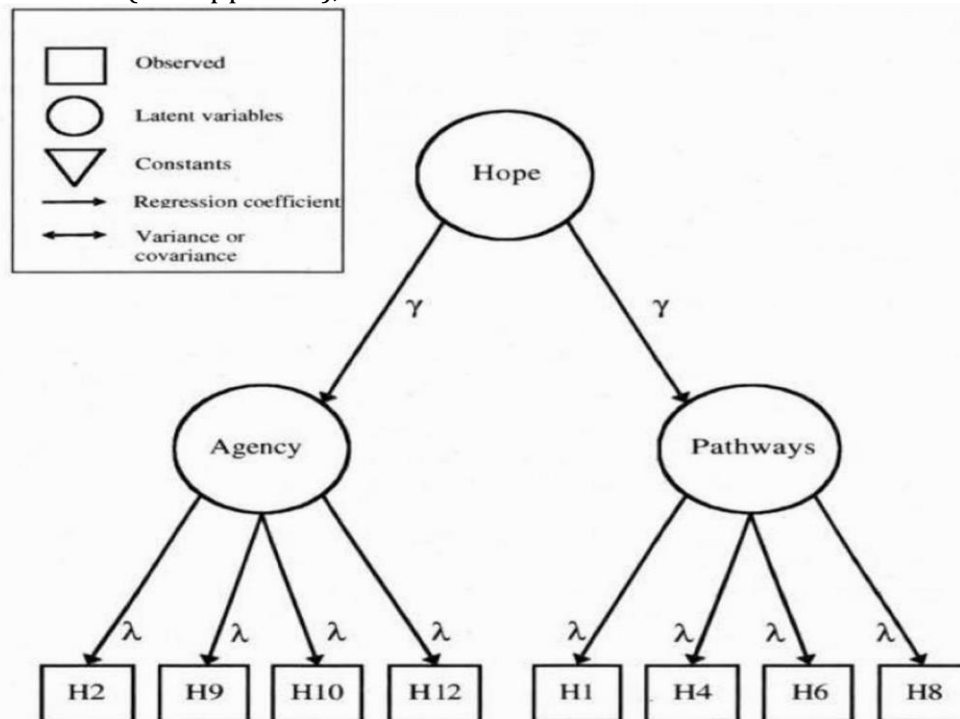 Observed
Latent variables
Constants
Regression coefficient
Variance or
covariance
Hope
γ γ
Agency Pathways
λ λ λ λ λ λ λ λ
H2 H9 H10 H12 H1 H4 H6 H8